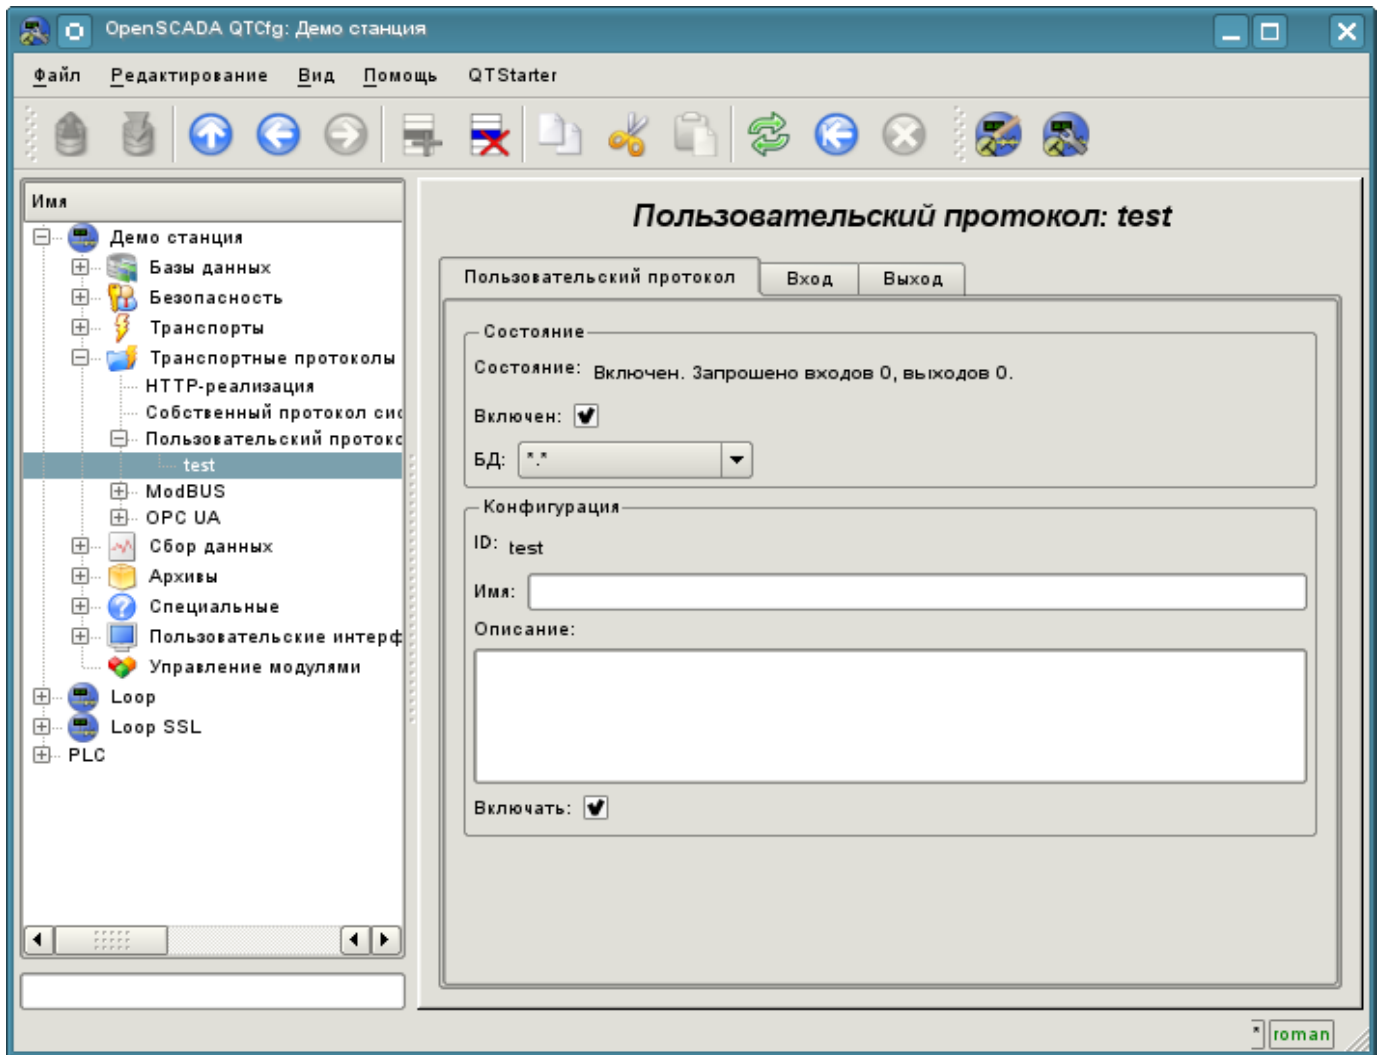 OpenSCADA QTCfg: Демо станция
Файл Редактирование Вид Помощь QTStarter
Имя
Демо станция
Базы данных
Безопасность
Транспорты
Транспортные протоколы
HTTP-реализация
Собственный протокол сис
Пользовательский протокс
test
ModBUS
OPC UA
Сбор данных
Архивы
Специальные
Пользовательские интерф
Управление модулями
Loop
Loop SSL
PLC
Пользовательский протокол: test
Пользовательский протокол Вход Выход
Состояние
Состояние: Включен. Запрошено входов 0, выходов 0.
Включен:
БД: *.*
Конфигурация
ID: test
Имя:
Описание:
Включать:
* roman